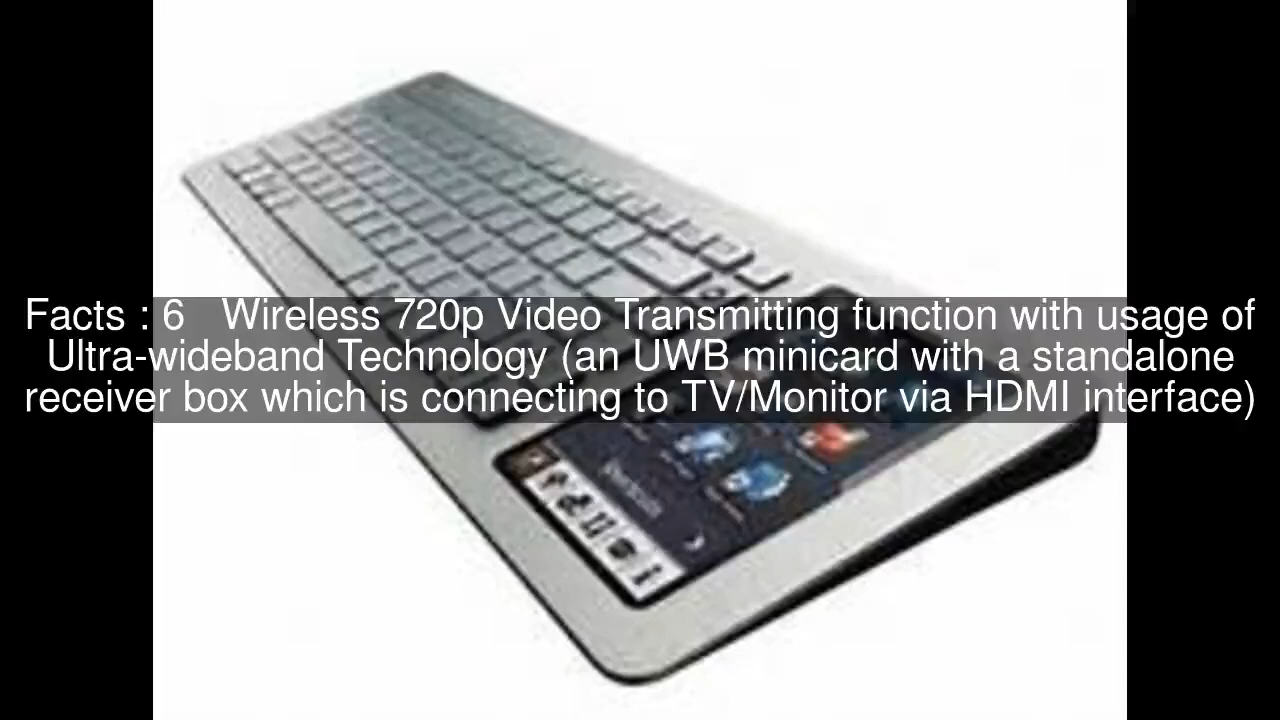 Facts : 6 Wireless 720p Video Transmitting function with usage of
Ultra-wideband Technology (an UWB minicard with a standalone
receiver box which is connecting to TV/Monitor via HDMI interface)